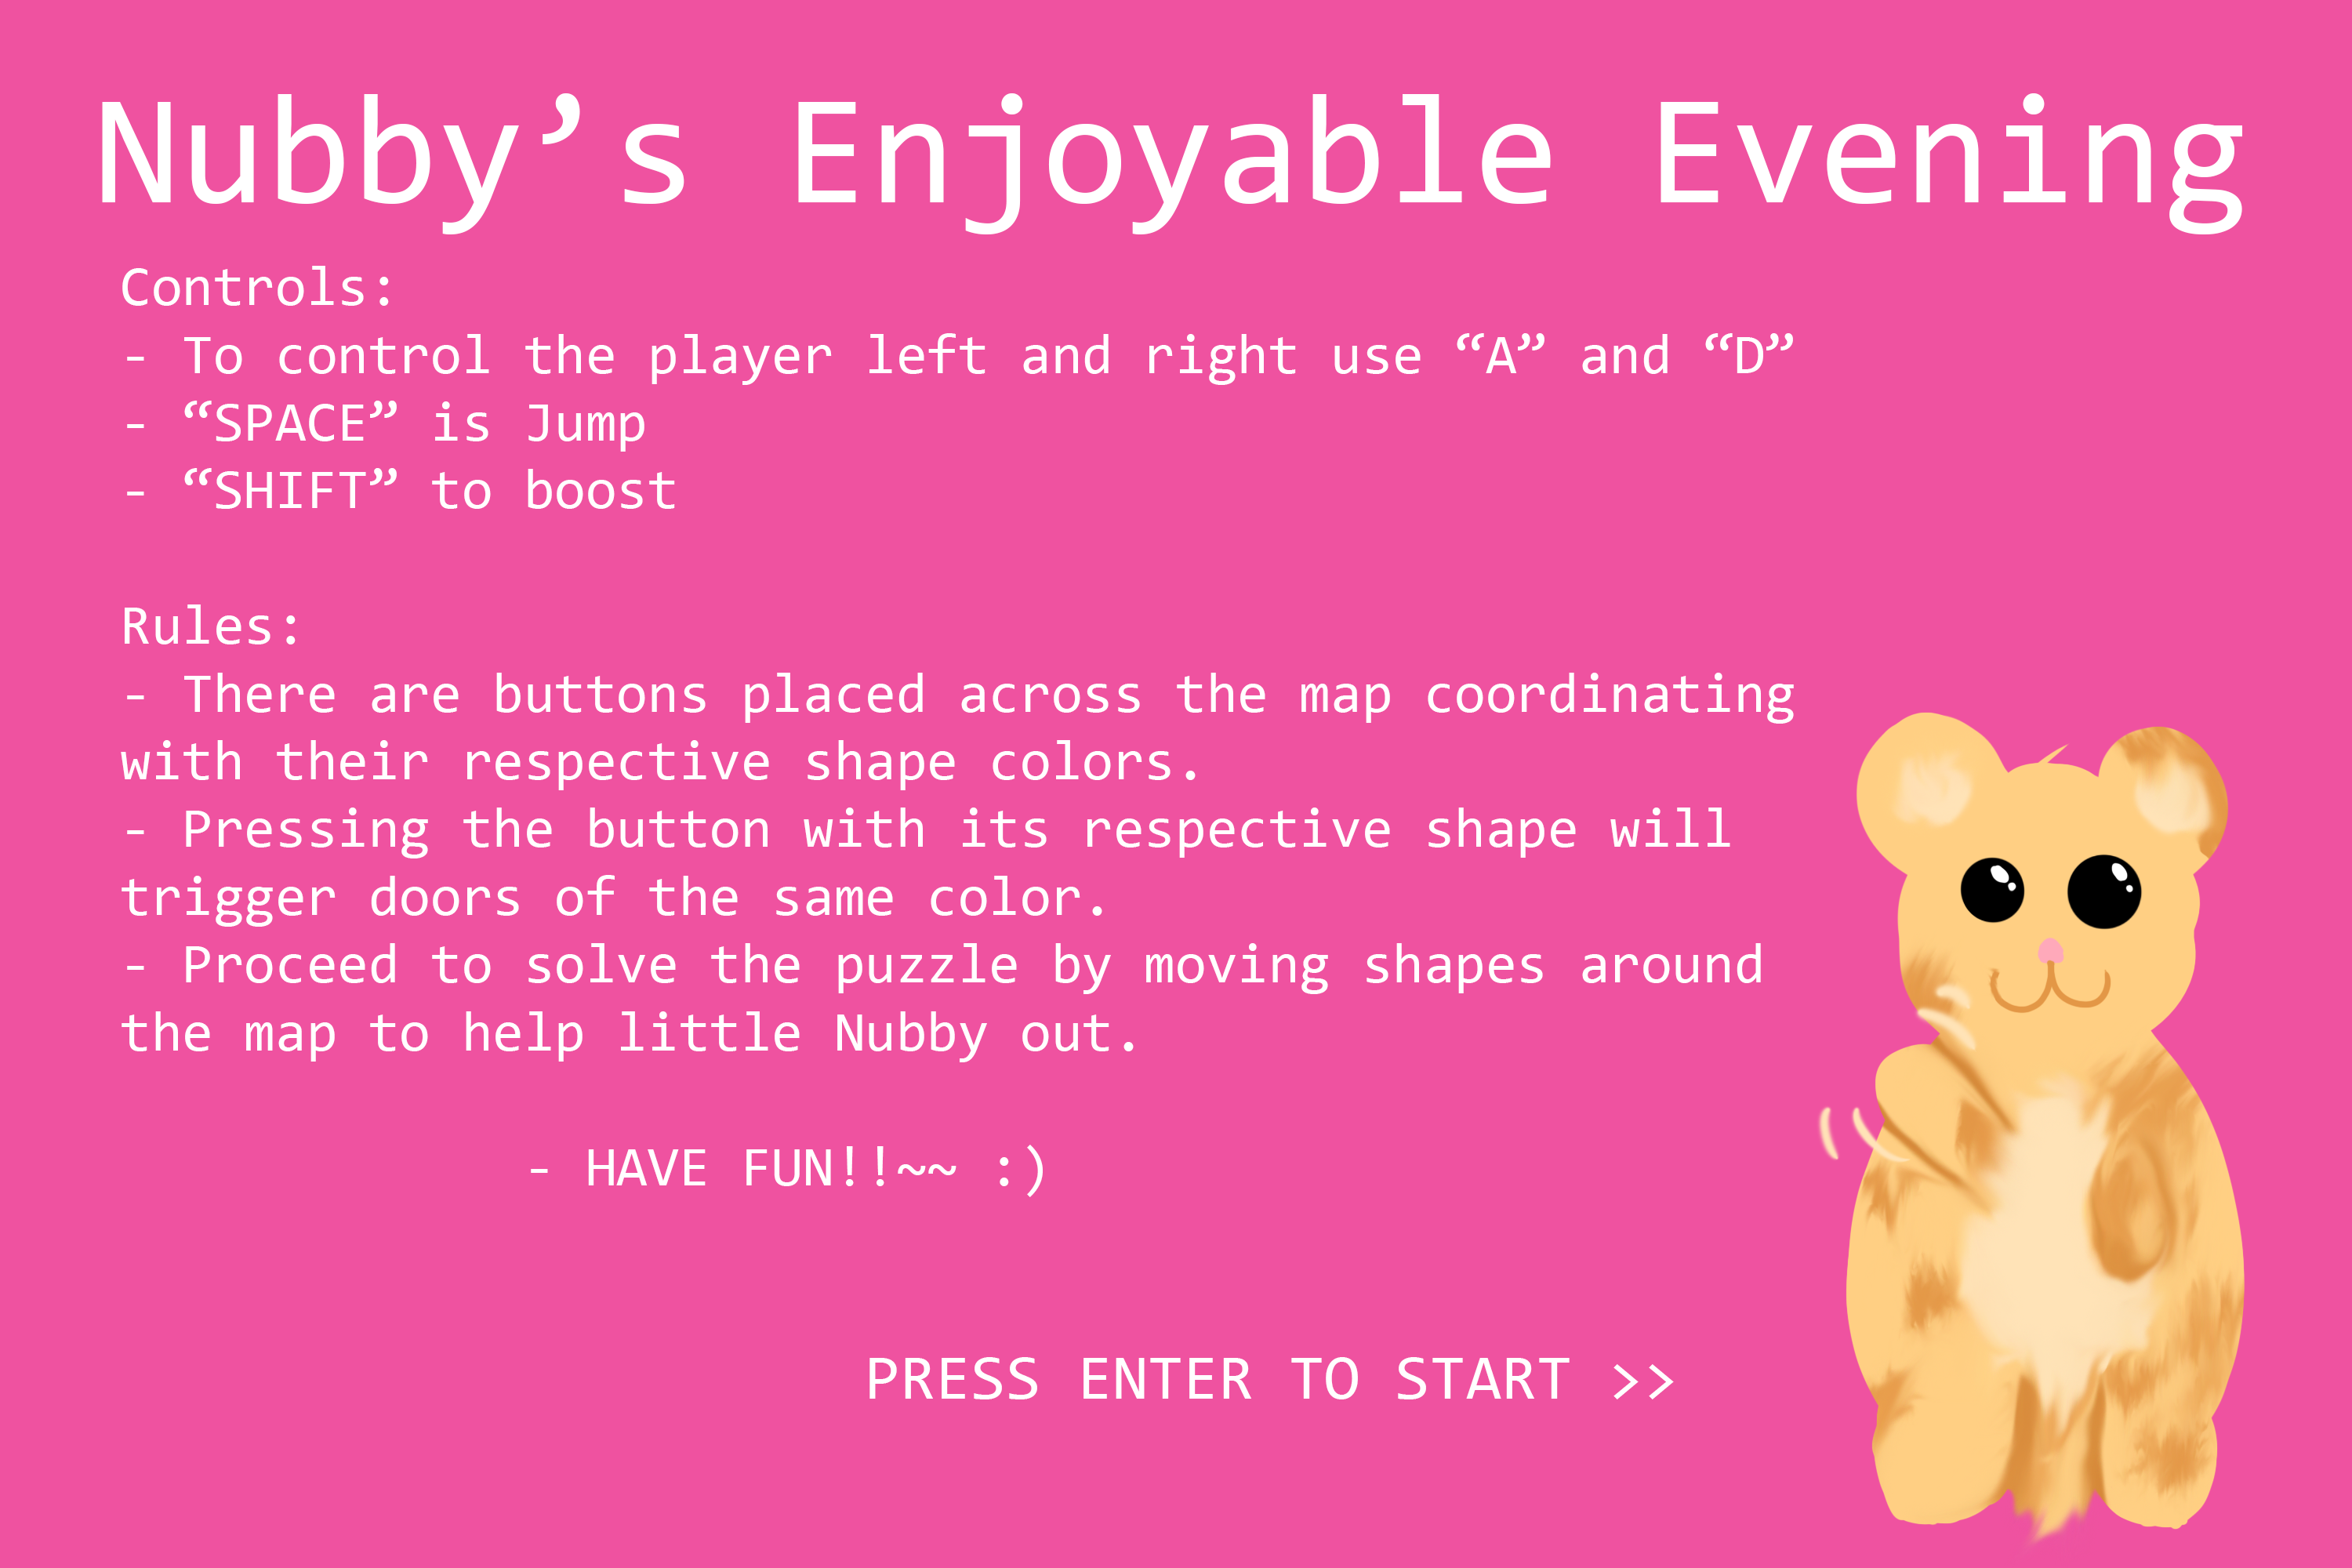 Nubby’s Enjoyable Evening
Controls:
- To control the player left and right use “A” and “D”
- “SPACE” is Jump
- “SHIFT” to boost
Rules:
- There are buttons placed across the map coordinating
with their respective shape colors.
- Pressing the button with its respective shape will
trigger doors of the same color.
- Proceed to solve the puzzle by moving shapes around
the map to help little Nubby out.
- HAVE FUN!!~~ :)
PRESS ENTER TO START >>